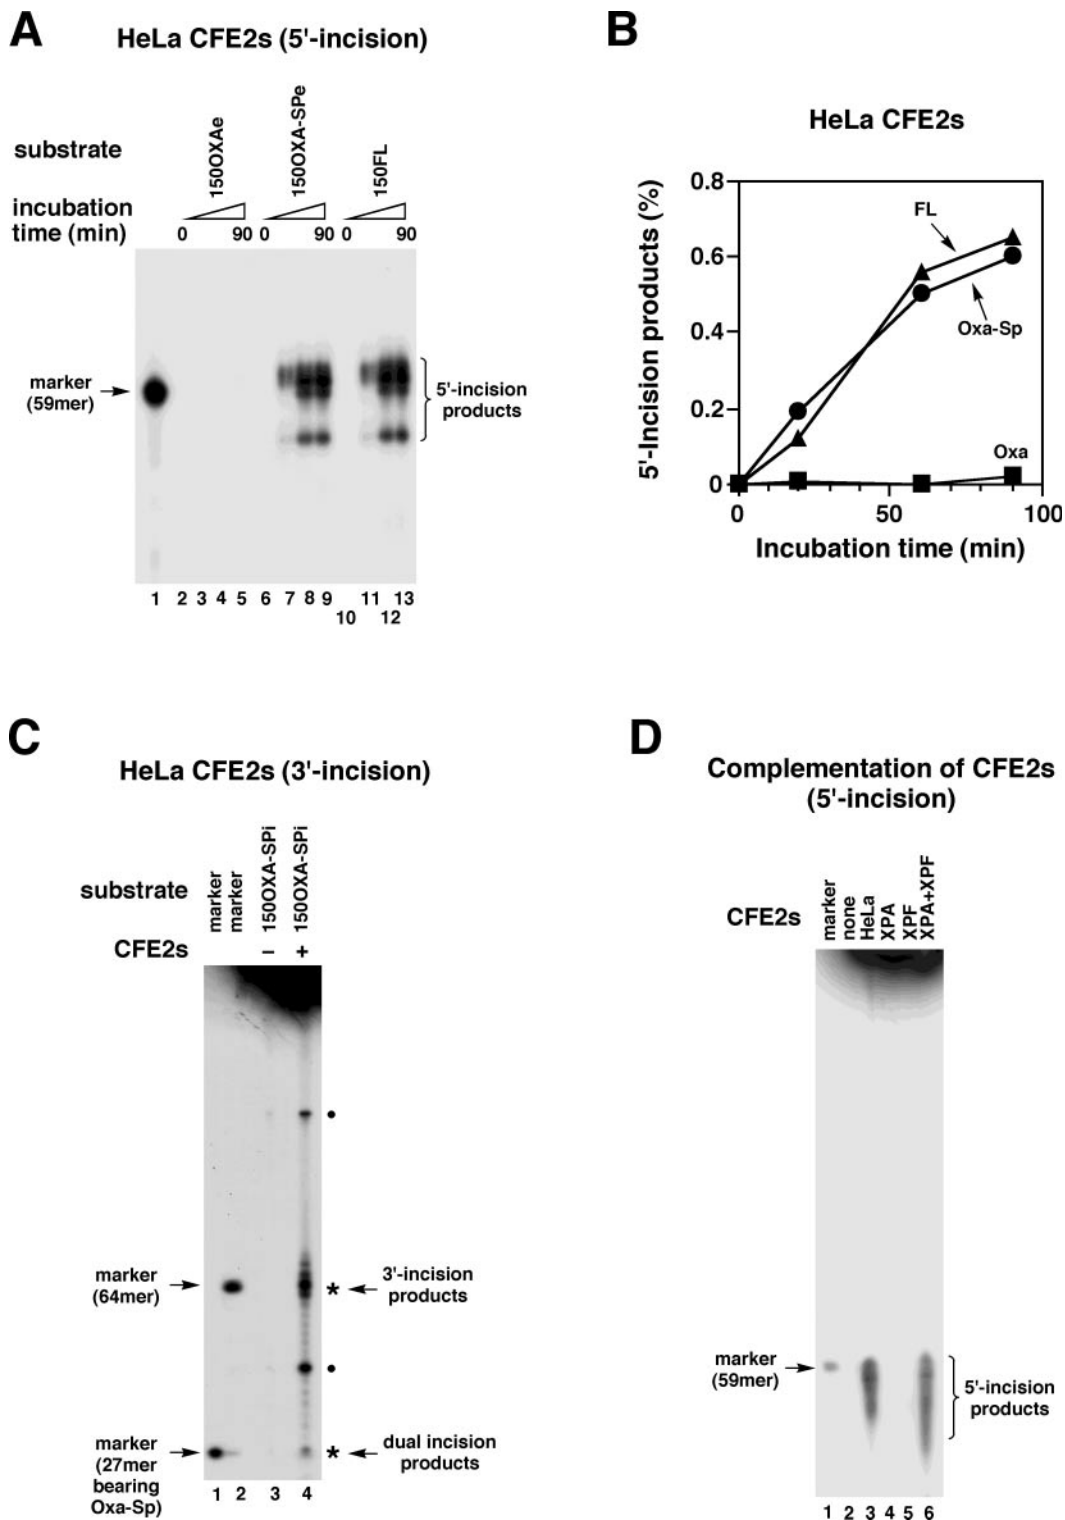 A
HeLa CFE2s (5'-incision)
substrate
150OXAe
150OXA-SPe
150FL
incubation
time (min)
0 90 0 90 0 90
marker
(59mer)
5'-incision
products
1 2 3 4 5 6 7 8 9 11 13
10 12
B
HeLa CFE2s
5'-Incision products (%)
0.8
0.6
0.4
0.2
0
FL
Oxa-Sp
Oxa
0 50 100
Incubation time (min)
C
HeLa CFE2s (3'-incision)
substrate
marker
marker
150OXA-SPi
150OXA-SPi
CFE2s
– +
•
marker
(64mer)
* 3'-incision
products
•
marker
(27mer
bearing
Oxa-Sp)
* dual incision
products
1 2 3 4
D
Complementation of CFE2s
(5'-incision)
CFE2s
marker
none
HeLa
XPA
XPF
XPA+XPF
marker
(59mer)
5'-incision
products
1 2 3 4 5 6